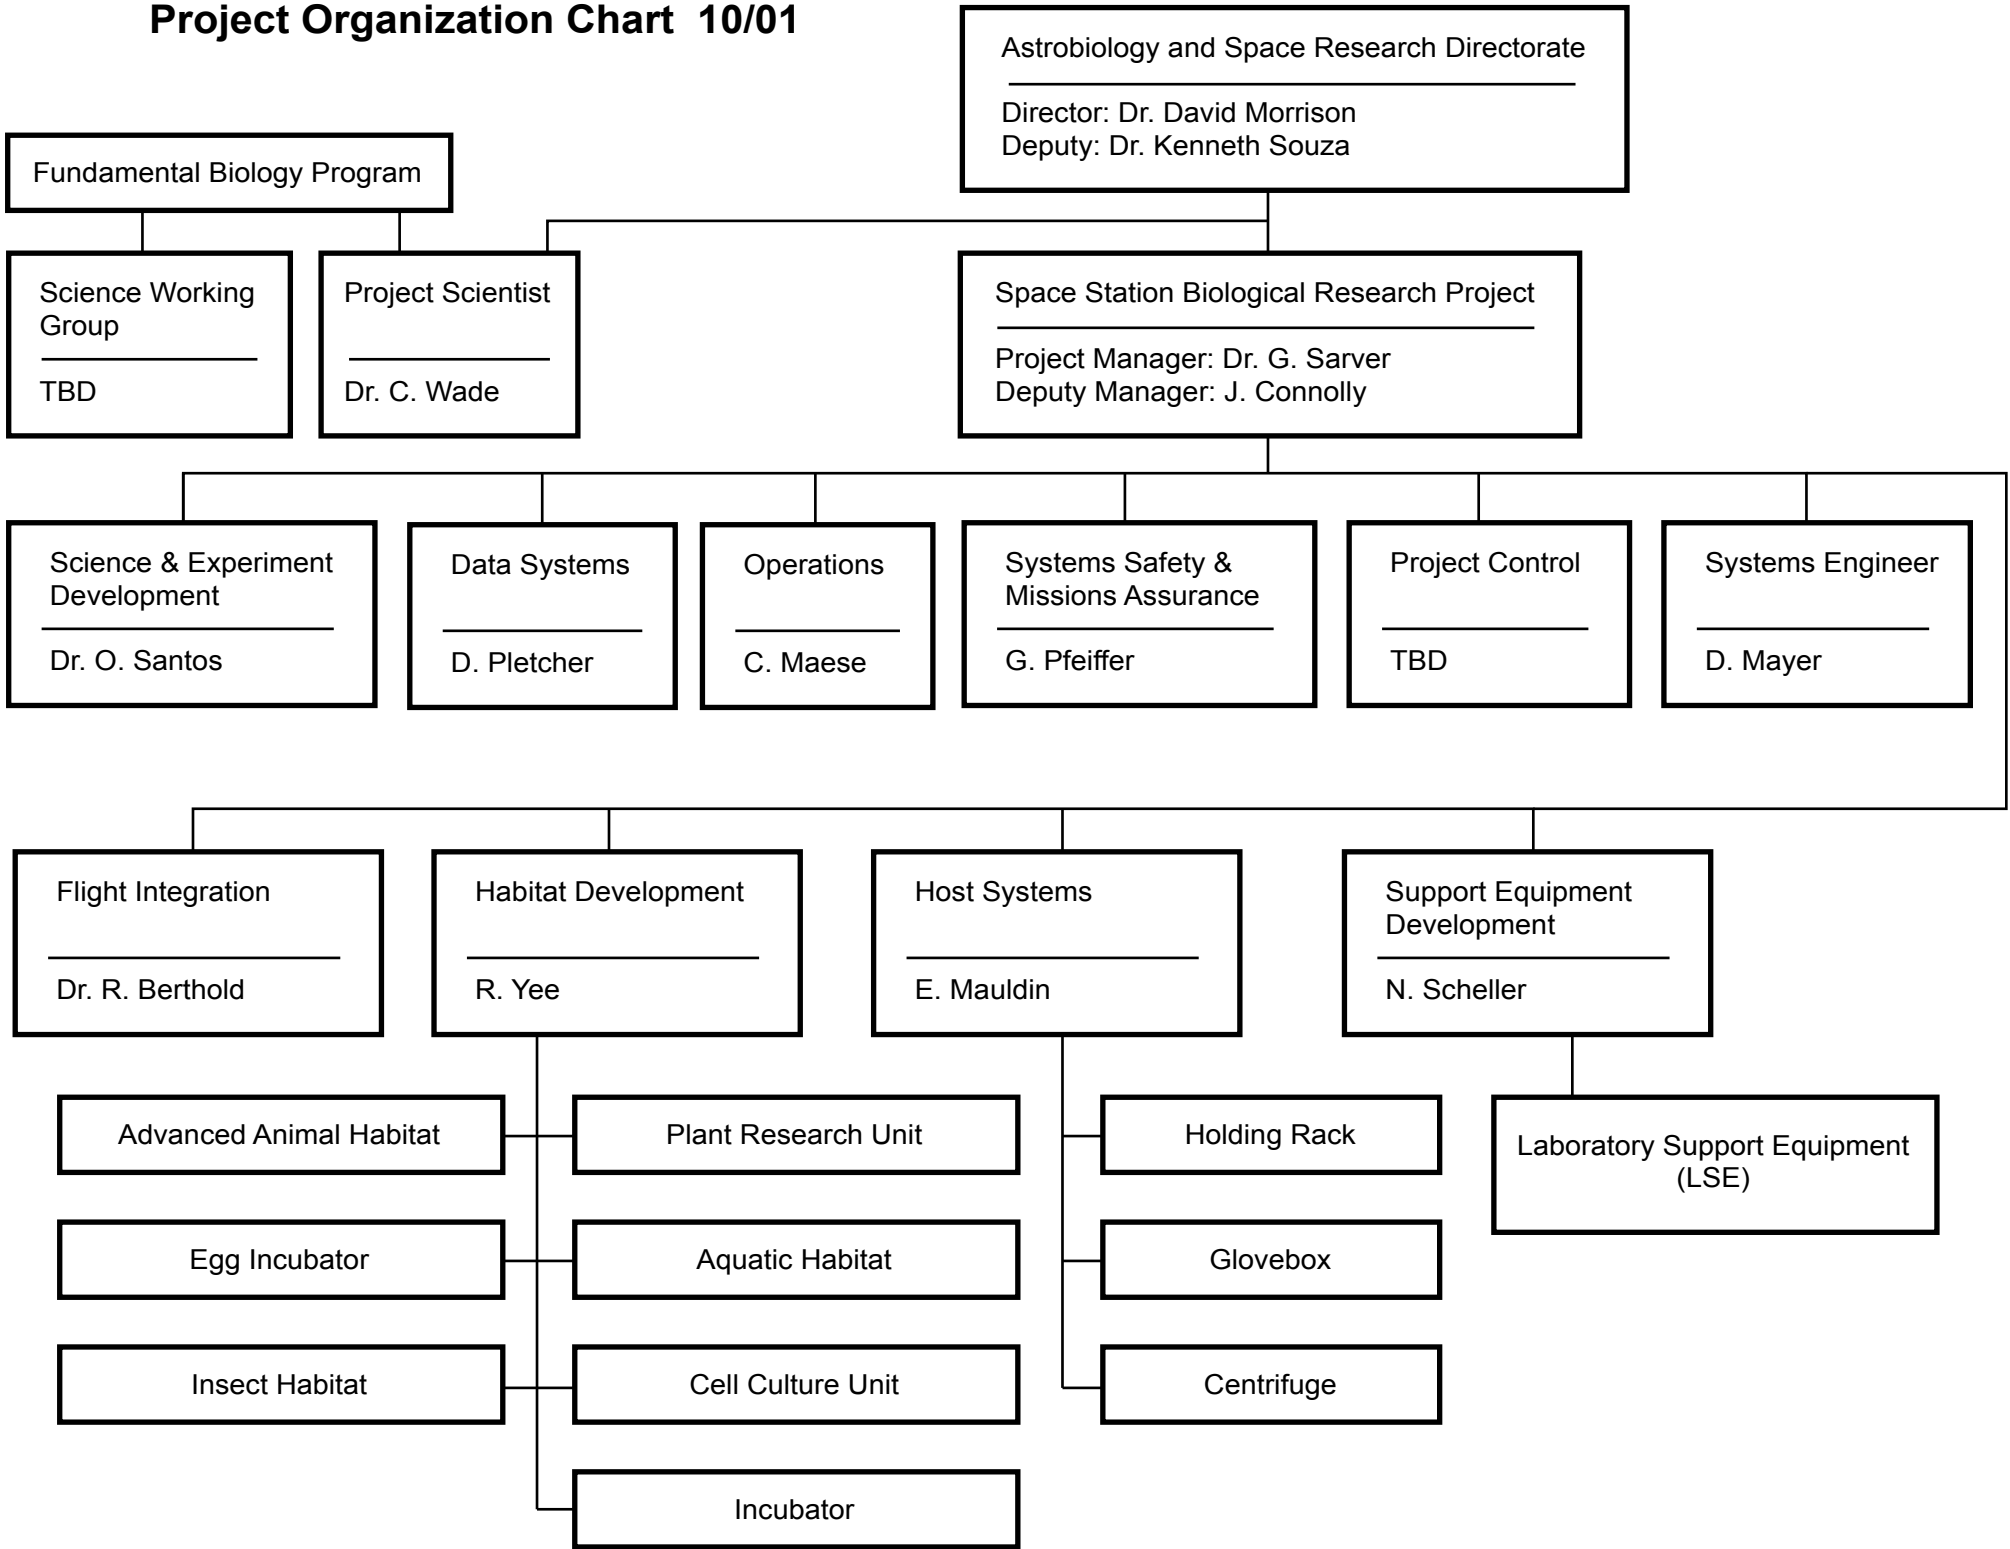 Project Organization Chart 10/01
Astrobiology and Space Research Directorate
Director: Dr. David Morrison
Deputy: Dr. Kenneth Souza
Fundamental Biology Program
Science Working
Group
TBD
Project Scientist
Dr. C. Wade
Space Station Biological Research Project
Project Manager: Dr. G. Sarver
Deputy Manager: J. Connolly
Science & Experiment
Development
Dr. O. Santos
Data Systems
D. Pletcher
Operations
C. Maese
Systems Safety &
Missions Assurance
G. Pfeiffer
Project Control
TBD
Systems Engineer
D. Mayer
Flight Integration
Dr. R. Berthold
Habitat Development
R. Yee
Host Systems
E. Mauldin
Support Equipment
Development
N. Scheller
Advanced Animal Habitat
Plant Research Unit
Holding Rack
Laboratory Support Equipment
(LSE)
Egg Incubator
Aquatic Habitat
Glovebox
Insect Habitat
Cell Culture Unit
Centrifuge
Incubator